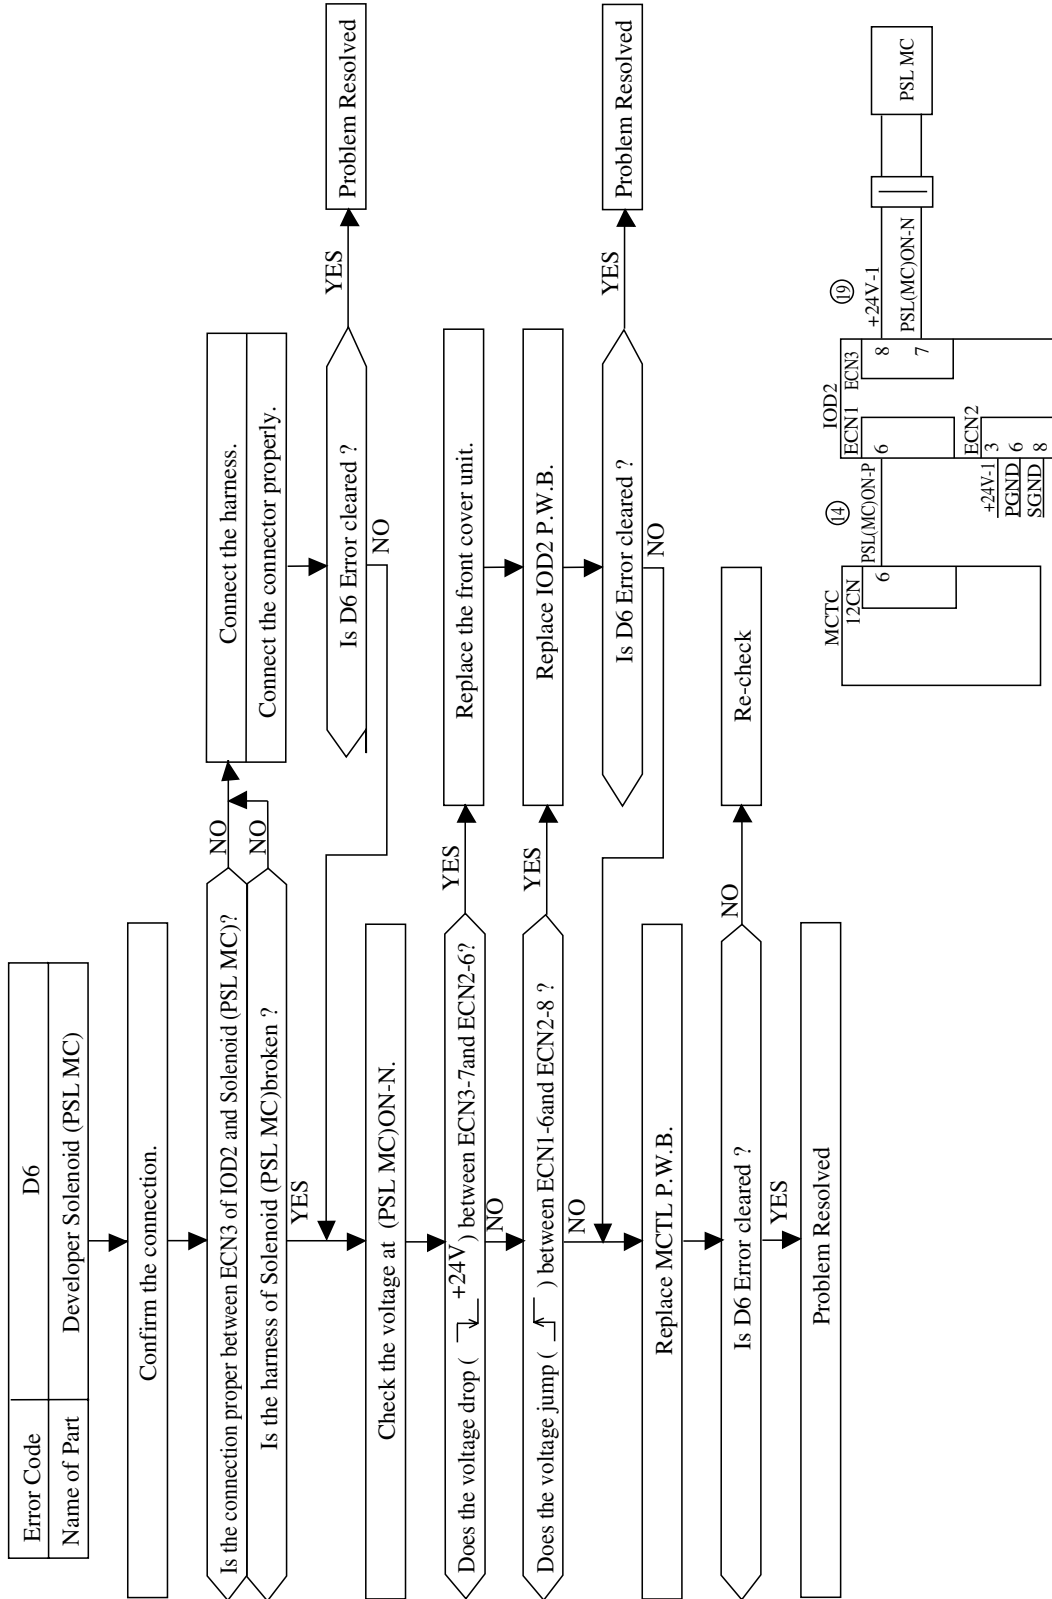 Error Code D6
Name of Part Developer Solenoid (PSL MC)
Confirm the connection.
Is the connection proper between ECN3 of IOD2 and Solenoid (PSL MC)?
NO
Is the harness of Solenoid (PSL MC)broken ?
NO
YES
Connect the harness.
Connect the connector properly.
Is D6 Error cleared ?
YES
Problem Resolved
NO
Check the voltage at (PSL MC)ON-N.
Does the voltage drop ( +24V ) between ECN3-7and ECN2-6?
YES
NO
Replace the front cover unit.
Does the voltage jump ( ) between ECN1-6and ECN2-8 ?
YES
NO
Replace IOD2 P.W.B.
Is D6 Error cleared ?
YES
Problem Resolved
NO
Replace MCTL P.W.B.
Is D6 Error cleared ?
NO
Re-check
YES
Problem Resolved
MCTC
12CN
6
14
PSL(MC)ON-P
IOD2
ECN1
6
ECN3
8
7
ECN2
+24V-1 3
PGND 6
SGND 8
19
+24V-1
PSL(MC)ON-N
PSL MC